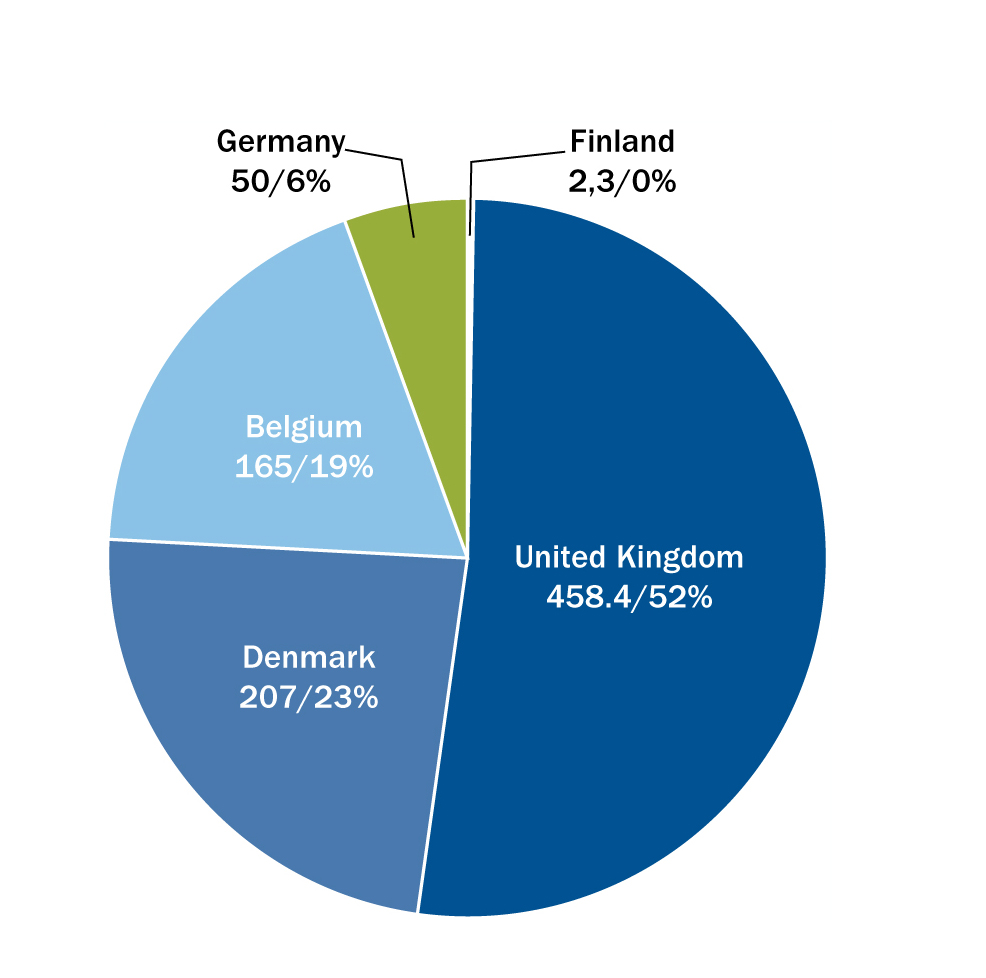 Germany
50/6%
Finland
2,3/0%
Belgium
165/19%
United Kingdom
458.4/52%
Denmark
207/23%